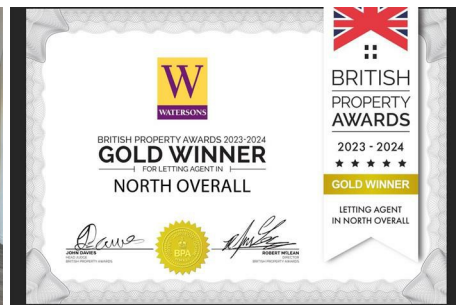 W
WATERSONS
BRITISH PROPERTY AWARDS 2023-2024
GOLD WINNER
FOR LETTING AGENT IN
NORTH OVERALL
JOHN DAVIES
HEAD JUDGE
BRITISH PROPERTY AWARDS
BPA
ROBERT McLEAN
DIRECTOR
BRITISH PROPERTY AWARDS
BRITISH
PROPERTY
AWARDS
2023 - 2024
GOLD WINNER
LETTING AGENT
IN NORTH OVERALL